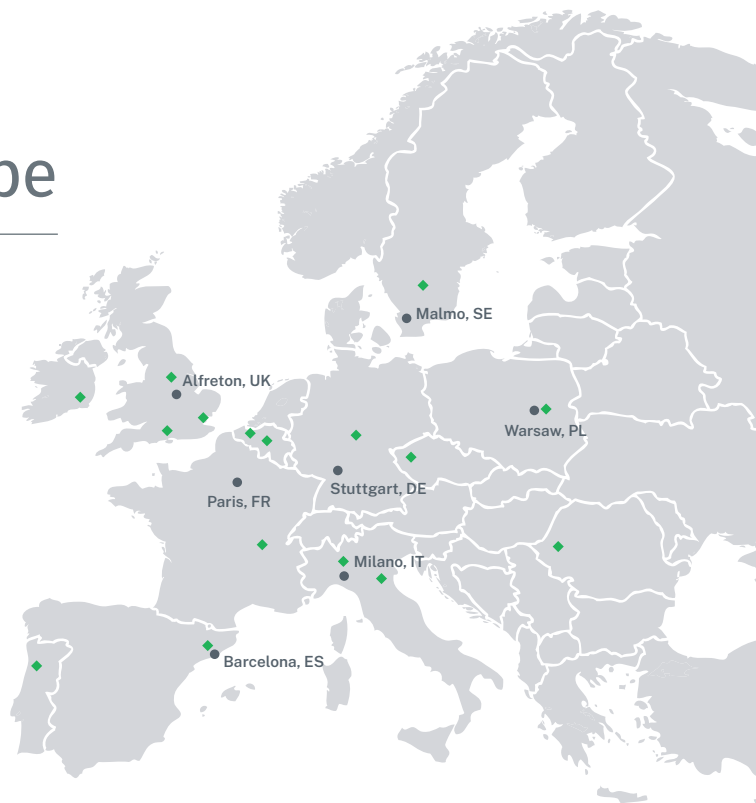 pe
Malmo, SE
Alfreton, UK
Warsaw, PL
Stuttgart, DE
Paris, FR
Milano, IT
Barcelona, ES